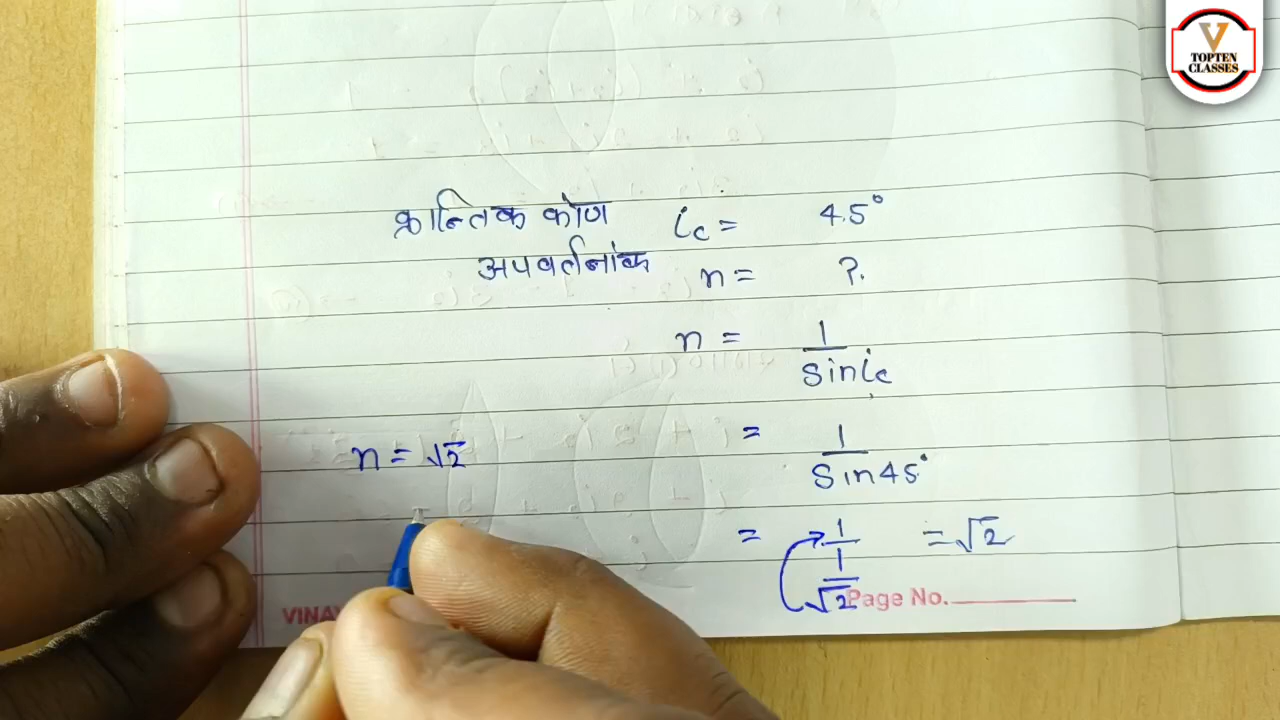 V
TOPTEN
CLASSES
क्रान्तिक कोण ic = 45°
अपवर्तनांक n = ?
n = 1/sin ic
= 1/sin45°
n = √2
= 1/(1/√2) = √2
Page No.